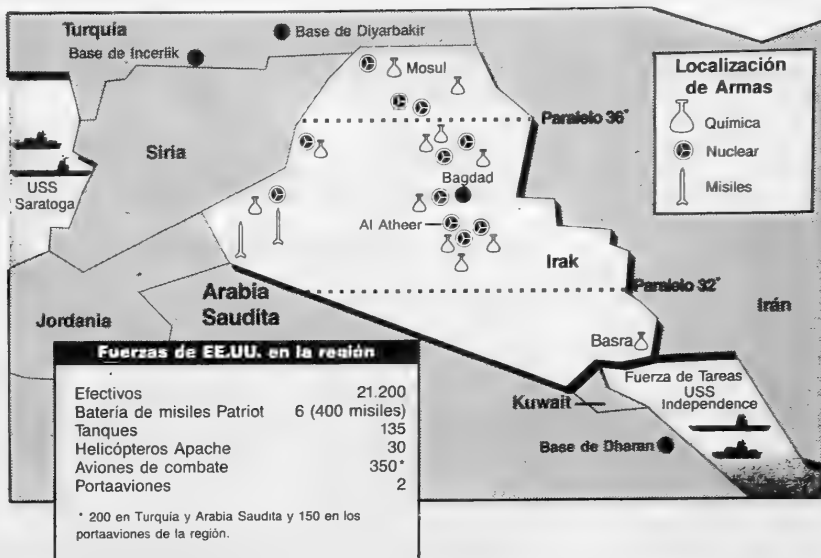 Turquía
Base de Diyarbakir
Base de Incerlik
Mosul
Localización
de Armas
Química
Nuclear
Misiles
Paralelo 36°
Siria
USS
Saratoga
Bagdad
Al Atheer
Irak
Paralelo 32°
Irán
Arabia
Saudita
Jordania
Basra
Fuerza de Tareas
USS
Independence
Kuwait
Base de Dharan
Fuerzas de EE.UU. en la región
Efectivos 21.200
Batería de misiles Patriot 6 (400 misiles)
Tanques 135
Helicópteros Apache 30
Aviones de combate 350*
Portaaviones 2
* 200 en Turquía y Arabia Saudita y 150 en los
portaaviones de la región.